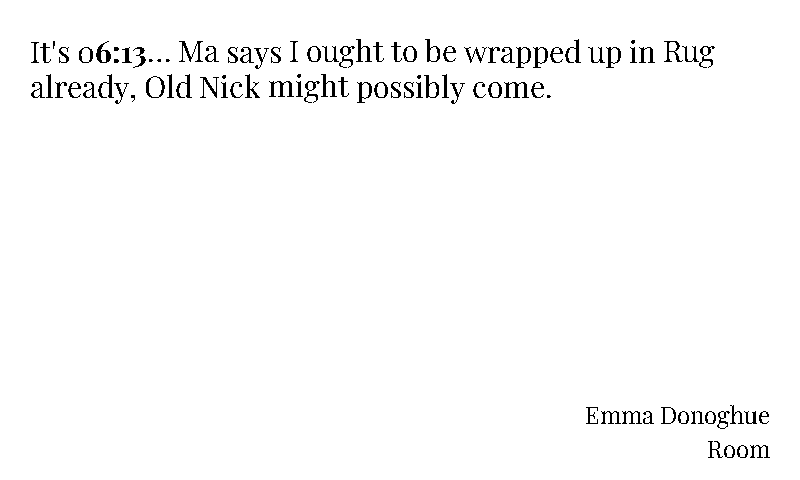 It's 06:13... Ma says I ought to be wrapped up in Rug
already, Old Nick might possibly come.
Emma Donoghue
Room